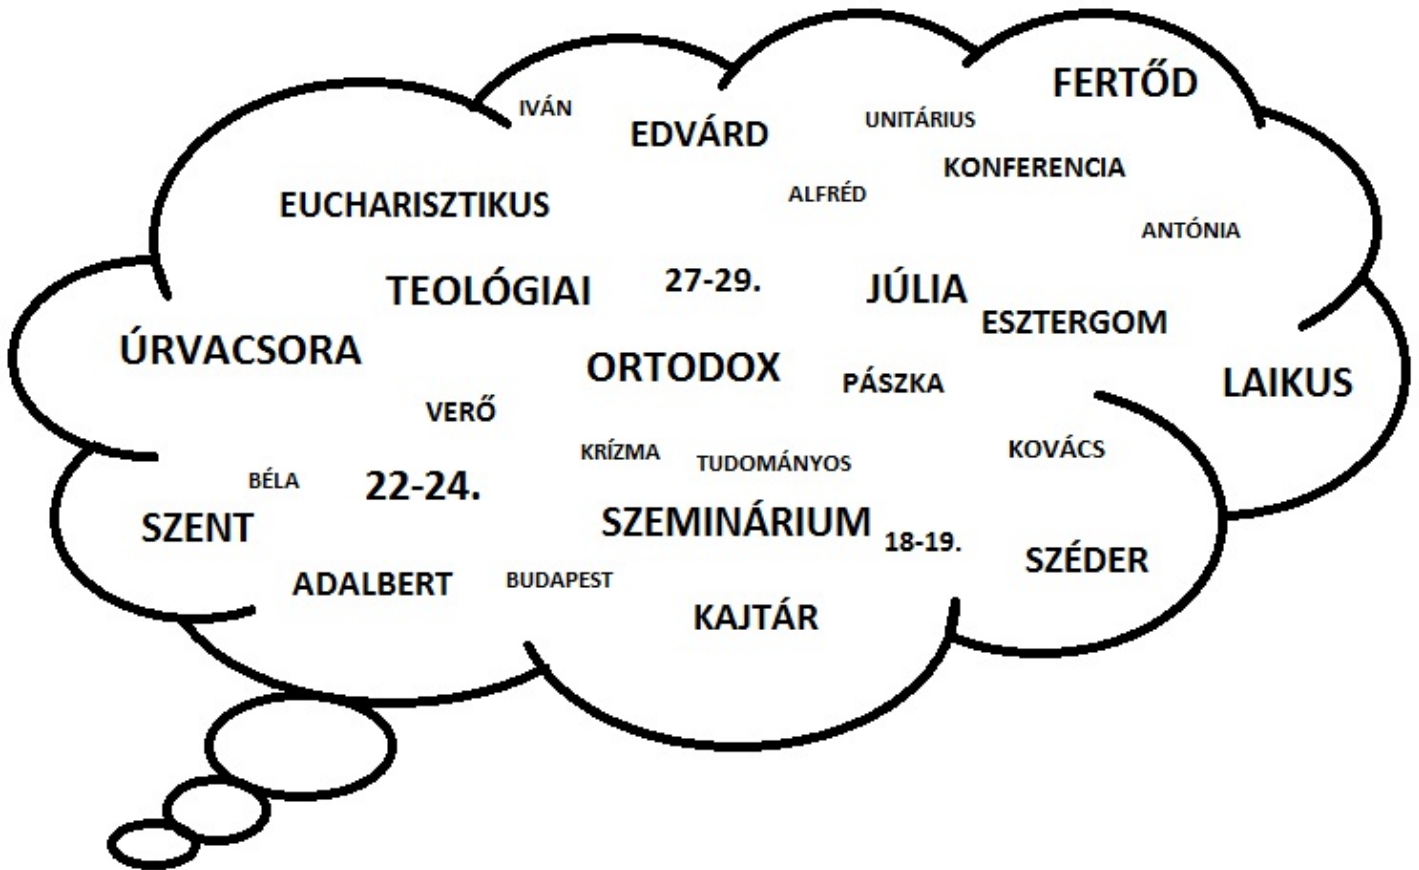 FERTŐD
IVÁN
EDVÁRD
UNITÁRIUS
KONFERENCIA
ALFRÉD
EUCHARISZTIKUS
ANTÓNIA
TEOLÓGIAI
27-29.
JÚLIA
ESZTERGOM
ÚRVACSORA
ORTODOX
PÁSZKA
LAIKUS
VERŐ
KRÍZMA
TUDOMÁNYOS
KOVÁCS
BÉLA
22-24.
SZENT
SZEMINÁRIUM
18-19.
SZÉDER
ADALBERT
BUDAPEST
KAJTÁR